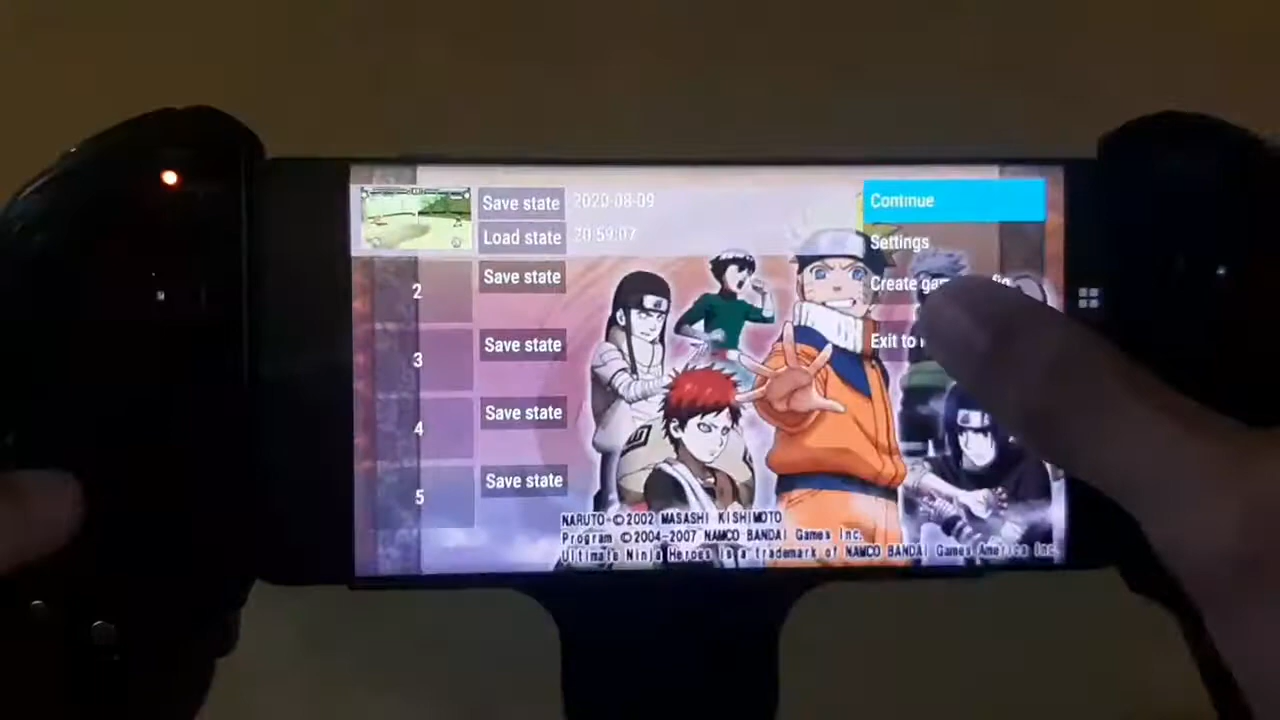 Save state 2020-08-09
Load state 20:59:07
2 Save state
3 Save state
4 Save state
5 Save state
Continue
Settings
Create
Exit to
NARUTO-©2002 MASASHI KISHIMOTO
Program ©2004-2007 NAMCO BANDAI Games Inc.
Ultimate Ninja Heroes is a trademark of NAMCO BANDAI Games America Inc.